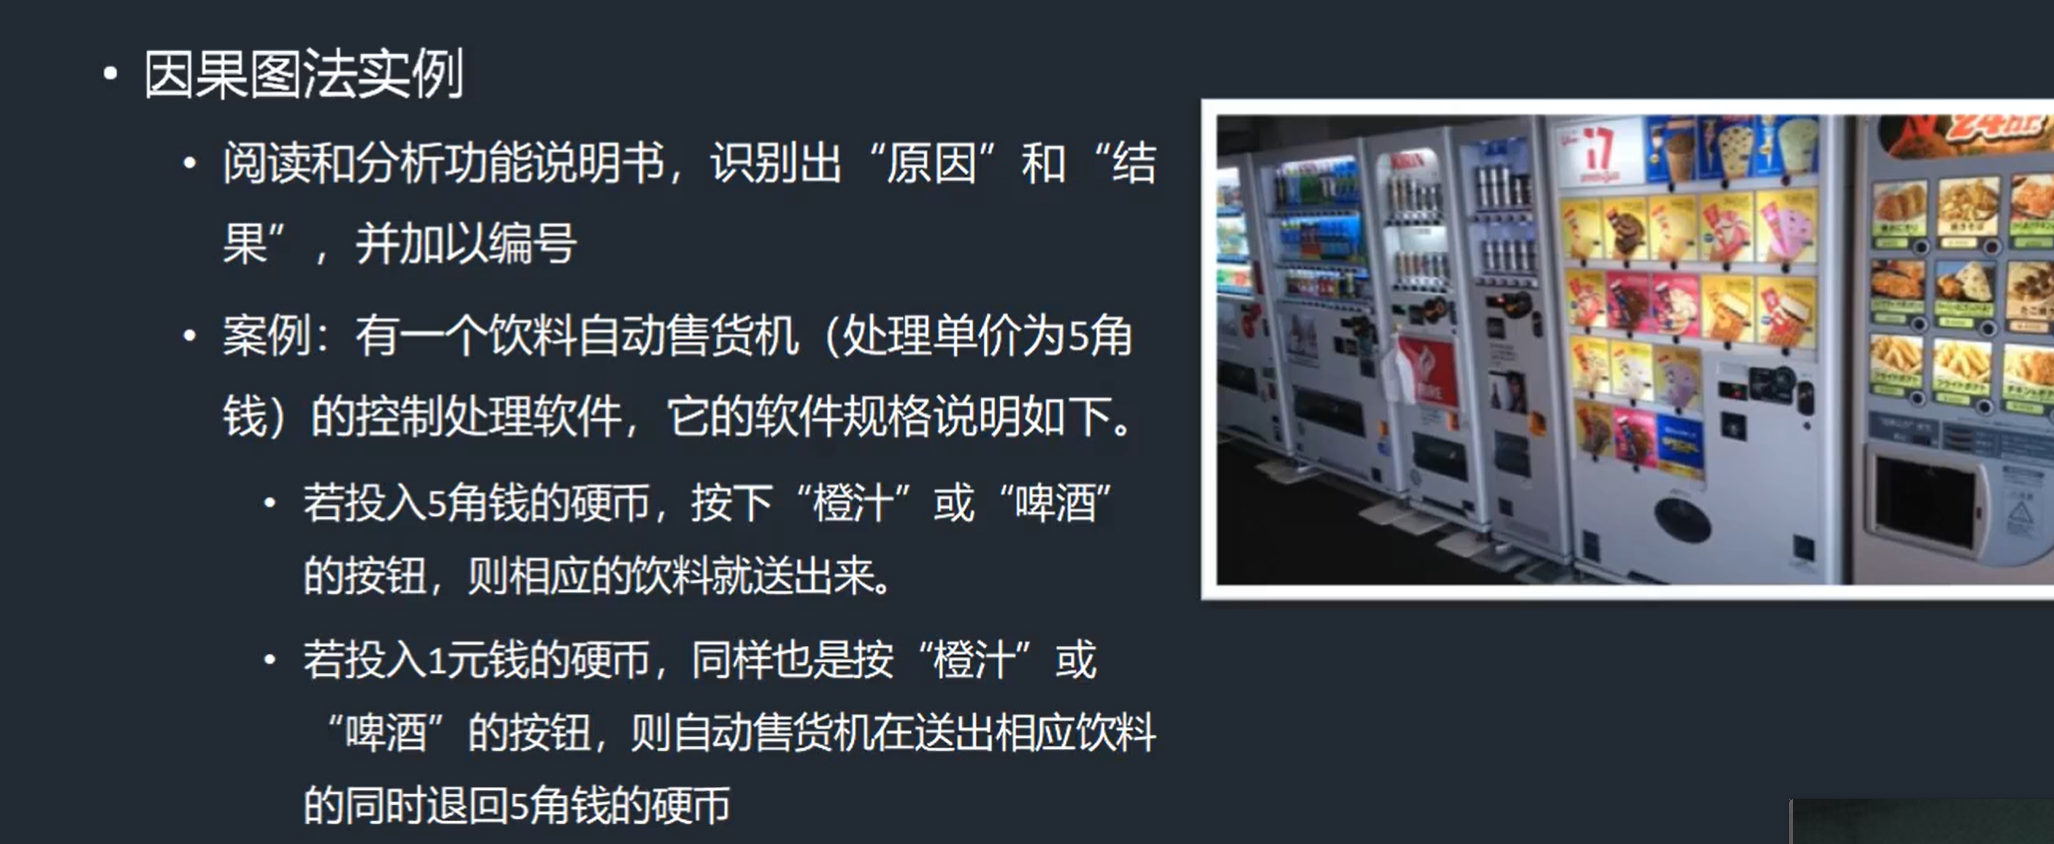 • 因果图法实例
• 阅读和分析功能说明书，识别出“原因”和“结
果”，并加以编号
• 案例：有一个饮料自动售货机（处理单价为5角
钱）的控制处理软件，它的软件规格说明如下。
• 若投入5角钱的硬币，按下“橙汁”或“啤酒”
的按钮，则相应的饮料就送出来。
• 若投入1元钱的硬币，同样也是按“橙汁”或
“啤酒”的按钮，则自动售货机在送出相应饮料
的同时退回5角钱的硬币
KIRIN